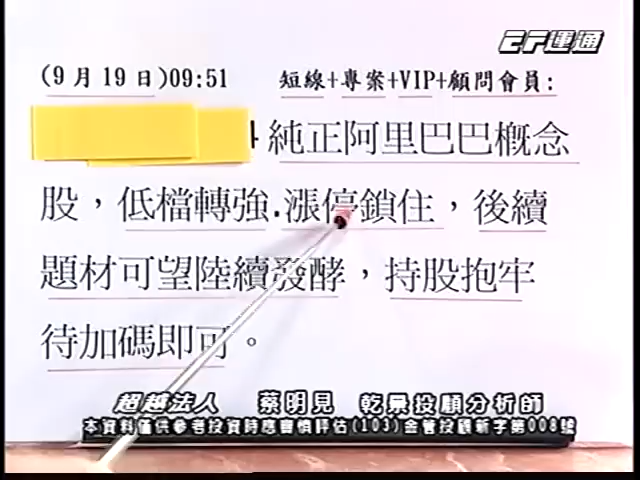 EF運通
(9月19日)09:51 短線+專案+VIP+顧問會員:
純正阿里巴巴概念
股，低檔轉強.漲停鎖住，後續
題材可望陸續發酵，持股抱牢
待加碼即可。
超越法人 蔡明見 乾景投顧分析師
本資料僅供參考投資時應審慎評估(103)金管投顧新字第008號